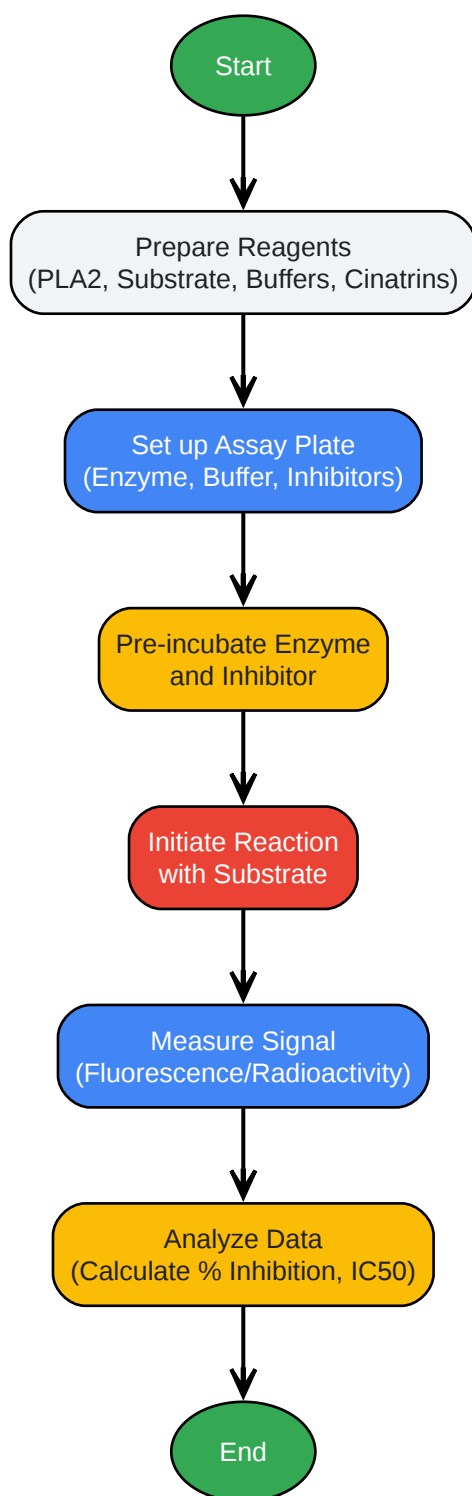 Start
Prepare Reagents
(PLA2, Substrate, Buffers, Cinatrins)
Set up Assay Plate
(Enzyme, Buffer, Inhibitors)
Pre-incubate Enzyme
and Inhibitor
Initiate Reaction
with Substrate
Measure Signal
(Fluorescence/Radioactivity)
Analyze Data
(Calculate % Inhibition, IC50)
End